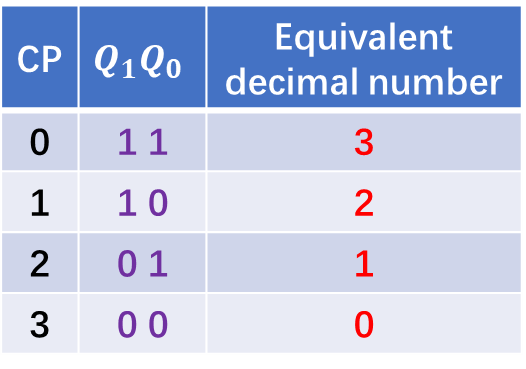 CP Q₁Q₀ Equivalent
decimal number
0 1 1 3
1 1 0 2
2 0 1 1
3 0 0 0